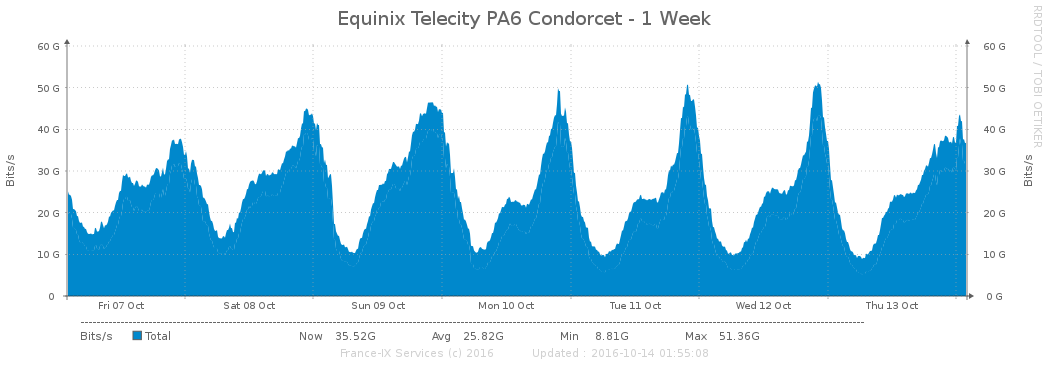 Equinix Telecity PA6 Condorcet - 1 Week
RRDTOOL / TOBI OETIKER
Bits/s
60 G
50 G
40 G
30 G
20 G
10 G
0
60 G
50 G
40 G
30 G
20 G
10 G
0 G
Bits/s
Fri 07 Oct Sat 08 Oct Sun 09 Oct Mon 10 Oct Tue 11 Oct Wed 12 Oct Thu 13 Oct
Bits/s Total Now 35.52G Avg 25.82G Min 8.81G Max 51.36G
France-IX Services (c) 2016 Updated : 2016-10-14 01:55:08